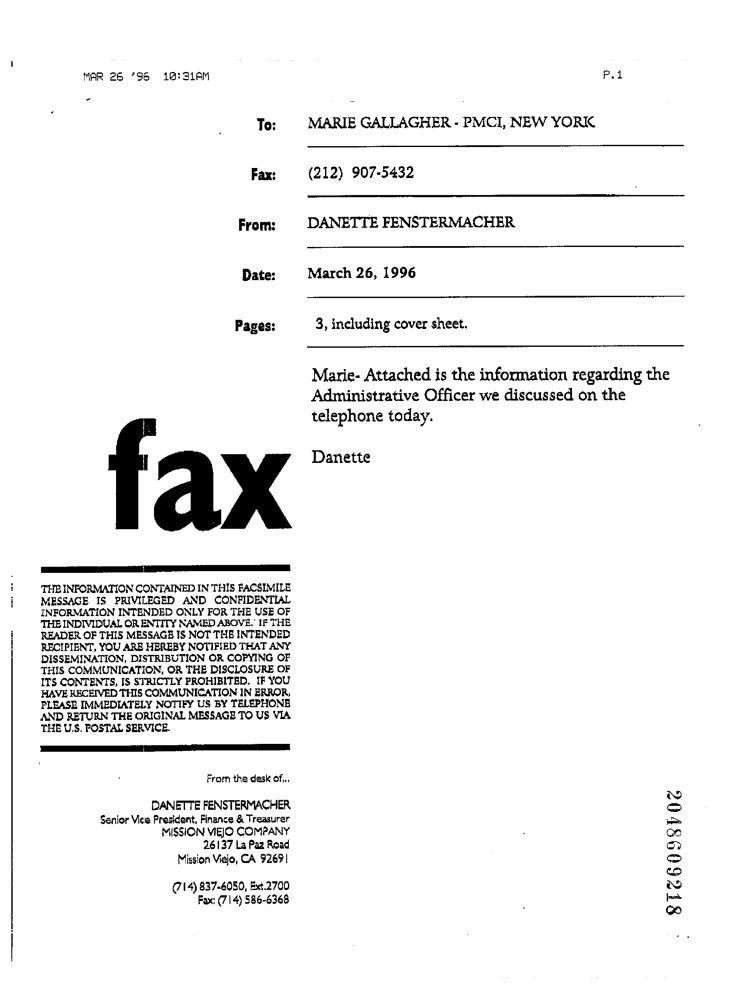 MAR 26 '96 10:31AM P.1
To: MARIE GALLAGHER - PMCI, NEW YORK
Fax: (212) 907-5432
From: DANETTE FENSTERMACHER
Date: March 26, 1996
Pages: 3, including cover sheet.
Marie- Attached is the information regarding the
Administrative Officer we discussed on the
telephone today.
Danette
fax
THE INFORMATION CONTAINED IN THIS FACSIMILE
MESSAGE IS PRIVILEGED AND CONFIDENTIAL
INFORMATION INTENDED ONLY FOR THE USE OF
THE INDIVIDUAL OR ENTITY NAMED ABOVE. IF THE
READER OF THIS MESSAGE IS NOT THE INTENDED
RECIPIENT, YOU ARE HEREBY NOTIFIED THAT ANY
DISSEMINATION, DISTRIBUTION OR COPYING OF
THIS COMMUNICATION, OR THE DISCLOSURE OF
ITS CONTENTS, IS STRICTLY PROHIBITED. IF YOU
HAVE RECEIVED THIS COMMUNICATION IN ERROR,
PLEASE IMMEDIATELY NOTIFY US BY TELEPHONE
AND RETURN THE ORIGINAL MESSAGE TO US VIA
THE U.S. POSTAL SERVICE.
From the desk of...
DANETTE FENSTERMACHER
Senior Vice President, Finance & Treasurer
MISSION VIEJO COMPANY
26137 La Paz Road
Mission Viejo, CA 92691
(714) 837-6050, Ext.2700
Fax: (714) 586-6368
2048609218